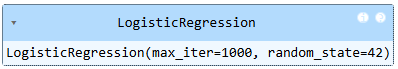 LogisticRegression
LogisticRegression(max_iter=1000, random_state=42)